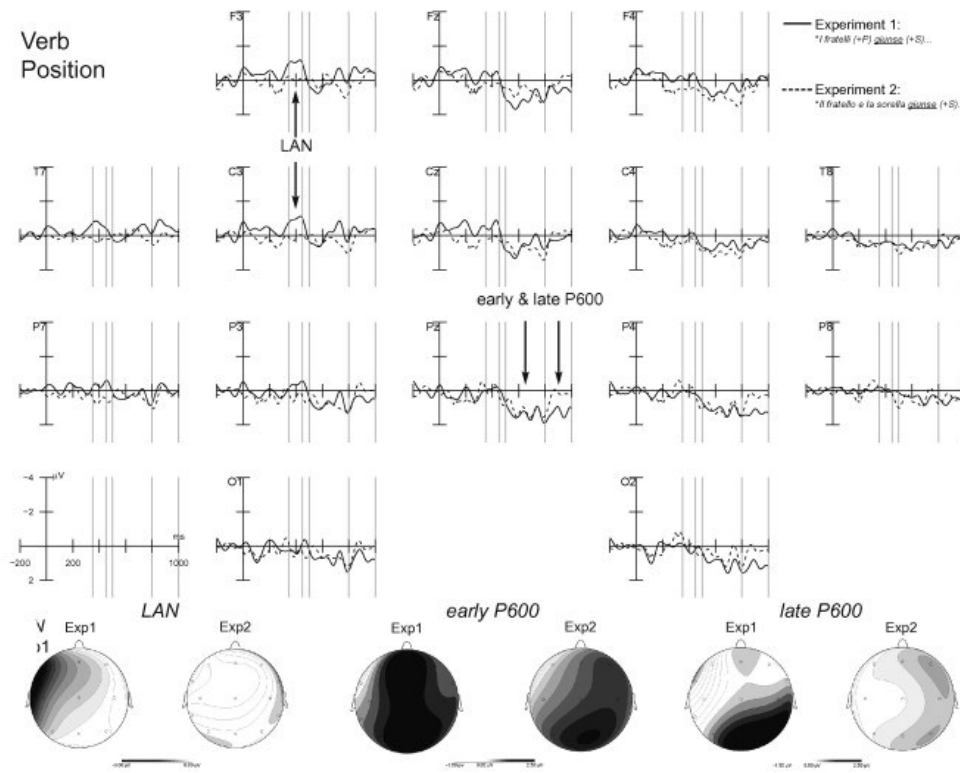 Verb
Position
F3
Fz
F4
Experiment 1:
*I fratelli (+P) giunse (+S)...
Experiment 2:
*Il fratello e la sorella giunse (+S)...
LAN
T7
C3
Cz
C4
T8
early & late P600
P7
P3
Pz
P4
P8
O1
O2
-4
µV
-2
ms
-200
200
1000
2
LAN
early P600
late P600
Exp1
Exp2
Exp1
Exp2
Exp1
Exp2